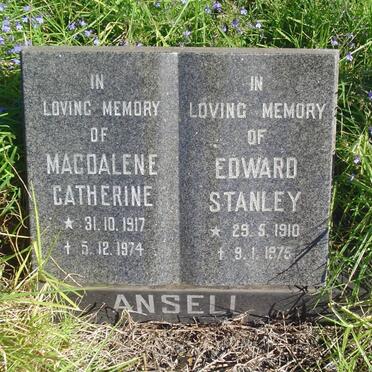 IN
LOVING MEMORY
OF
MAGDALENE
CATHERINE
★ 31.10.1917
✝ 5.12.1974
IN
LOVING MEMORY
OF
EDWARD
STANLEY
★ 29.5.1910
✝ 9.1.1975
ANSELL